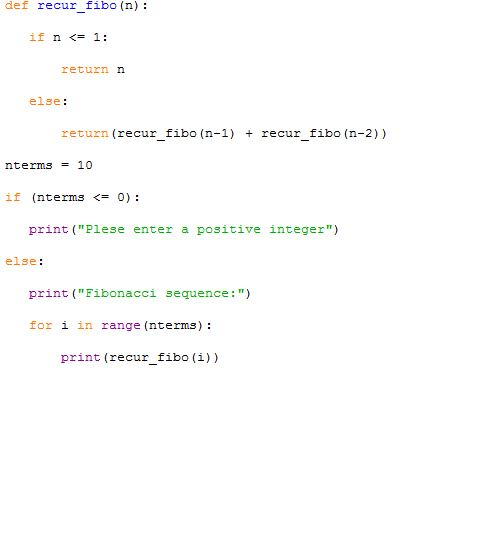 def recur_fibo(n):
   if n <= 1:
       return n
   else:
       return(recur_fibo(n-1) + recur_fibo(n-2))
nterms = 10
if (nterms <= 0):
   print("Plese enter a positive integer")
else:
   print("Fibonacci sequence:")
   for i in range(nterms):
       print(recur_fibo(i))